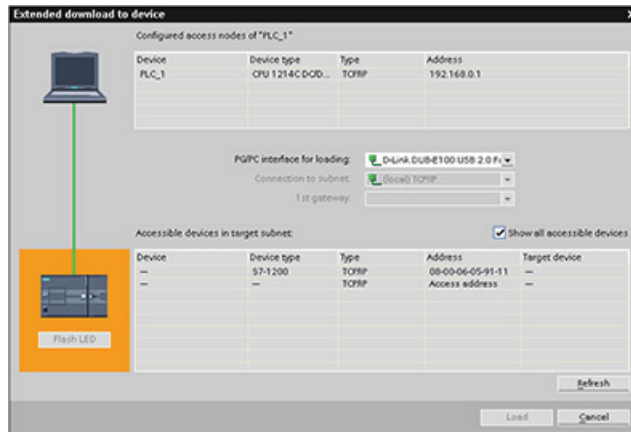 Extended download to device
Configured access nodes of "PLC_1"
Device Device type Type Address
PLC_1 CPU 1214C DC/D... TCP/IP 192.168.0.1
PG/PC interface for loading: D-Link DUB-E100 USB 2.0 Fa
Connection to subnet: (local) TCP/IP
1st gateway:
Accessible devices in target subnet: Show all accessible devices
Device Device type Type Address Target device
— S7-1200 TCP/IP 08-00-06-05-91-11 —
— — TCP/IP Access address —
Flash LED
Refresh
Load Cancel